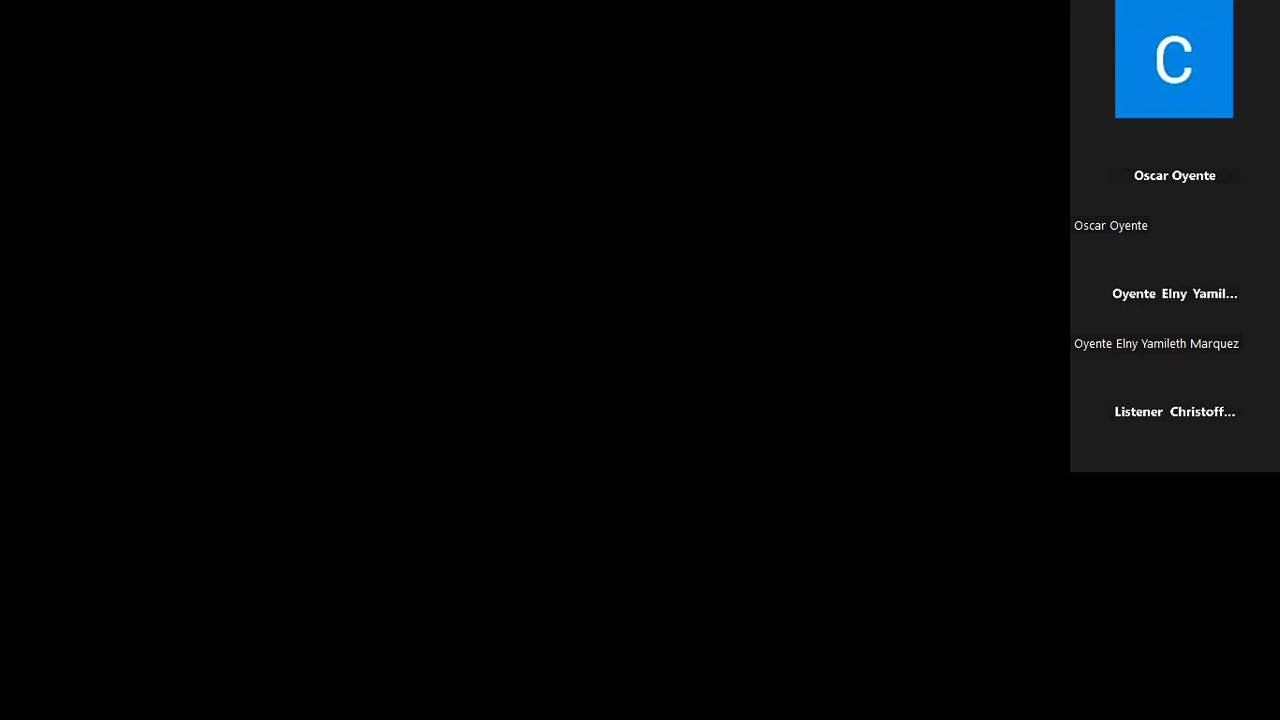 C
Oscar Oyente
Oscar Oyente
Oyente Elny Yamil...
Oyente Elny Yamileth Marquez
Listener Christoff...